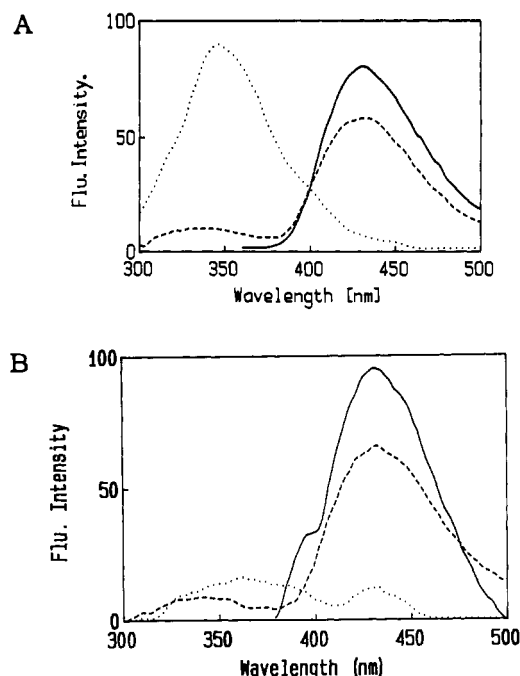 A
100
Flu. Intensity.
50
0
300 350 400 450 500
Wavelength [nm]
B
100
Flu. Intensity
50
0
300 350 400 450 500
Wavelength (nm)